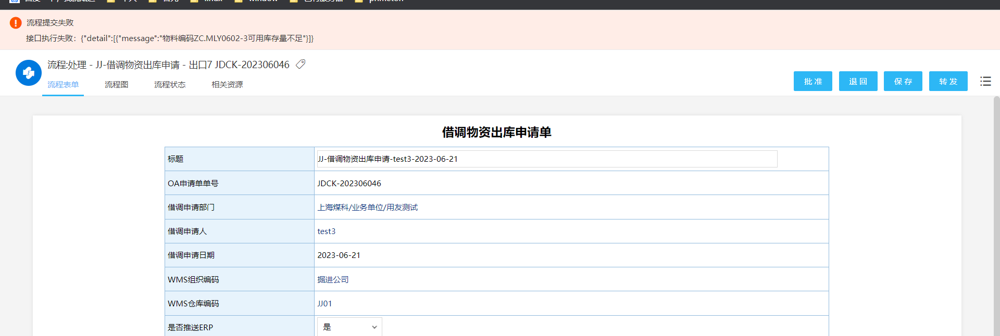 linux
window
primeton
流程提交失败
接口执行失败：{"detail":[{"message":"物料编码ZC.MLY0602-3可用库存量不足"}]}
流程:处理 - JJ-借调物资出库申请 - 出口7 JDCK-202306046
流程表单 流程图 流程状态 相关资源
批准 退回 保存 转发
借调物资出库申请单
标题 JJ-借调物资出库申请-test3-2023-06-21
OA申请单单号 JDCK-202306046
借调申请部门 上海煤科/业务单位/用友测试
借调申请人 test3
借调申请日期 2023-06-21
WMS组织编码 掘进公司
WMS仓库编码 JJ01
是否推送ERP 是